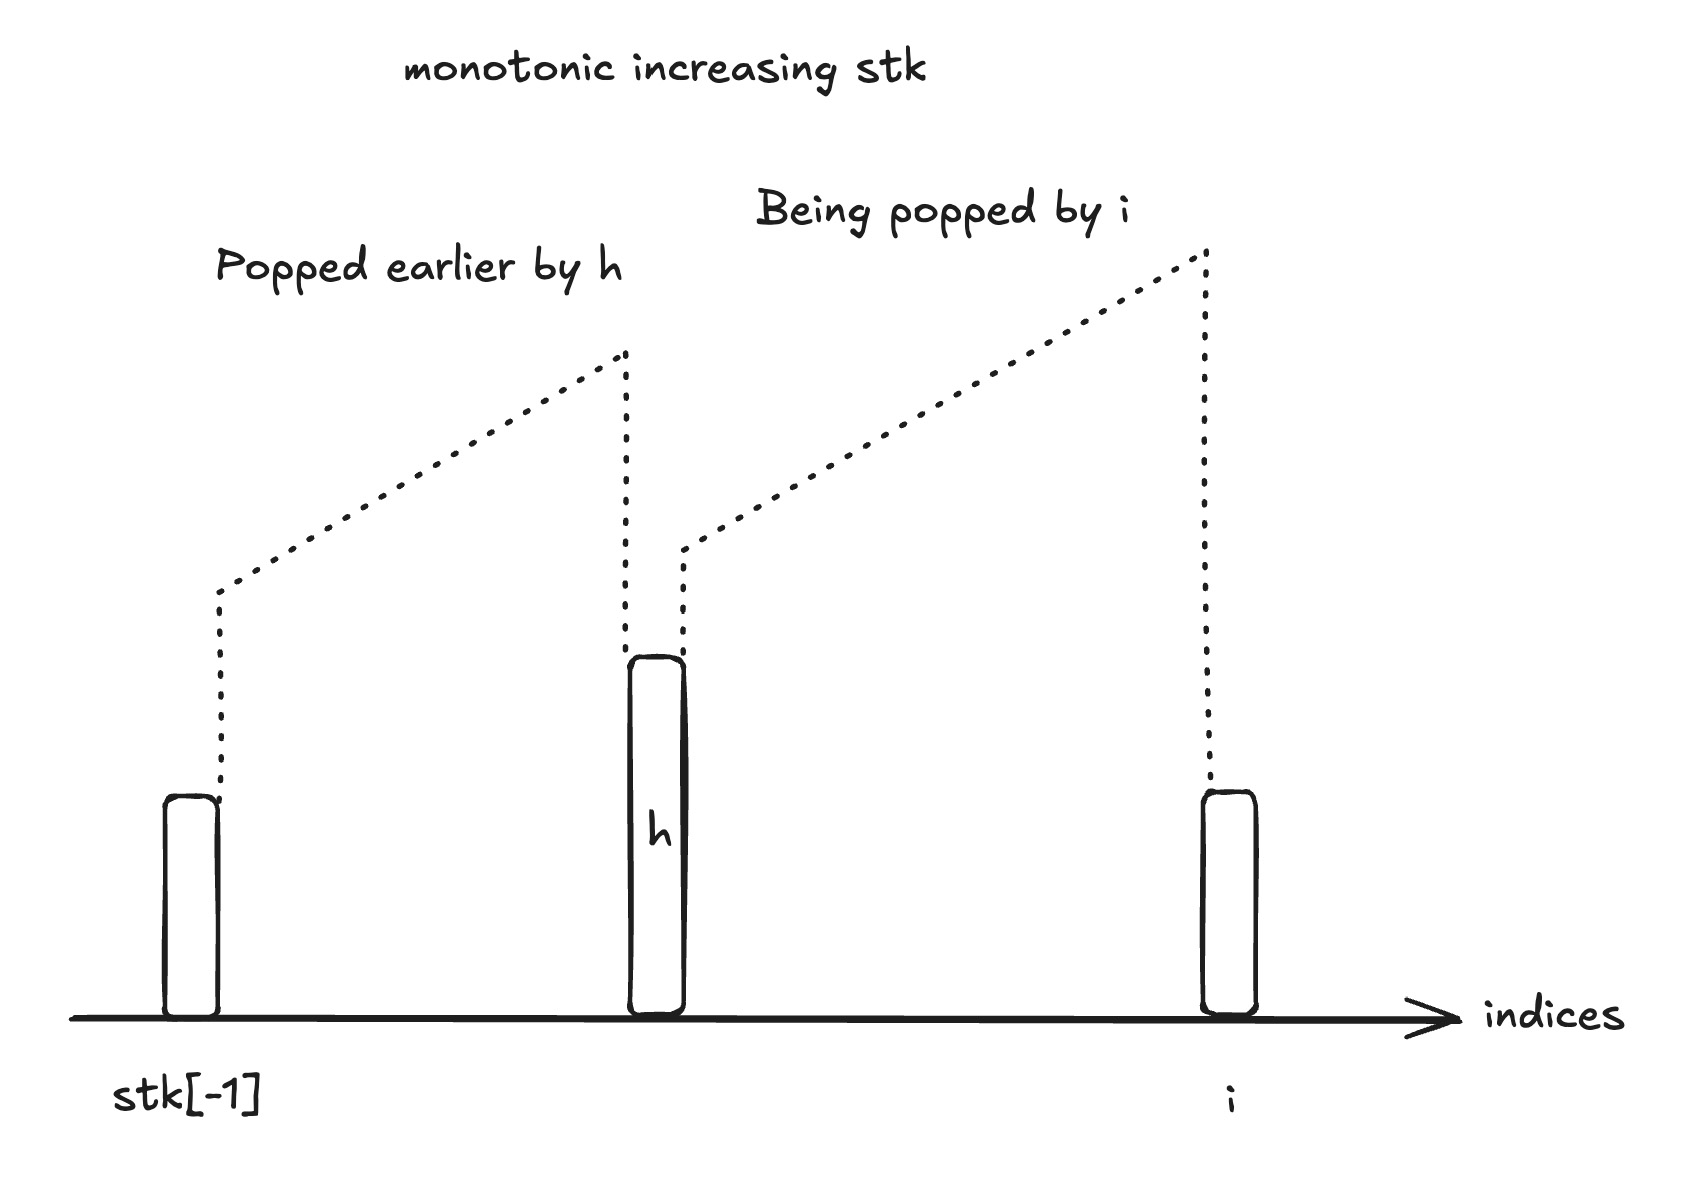 monotonic increasing stk
Being popped by i
Popped earlier by h
h
indices
stk[-1]
i